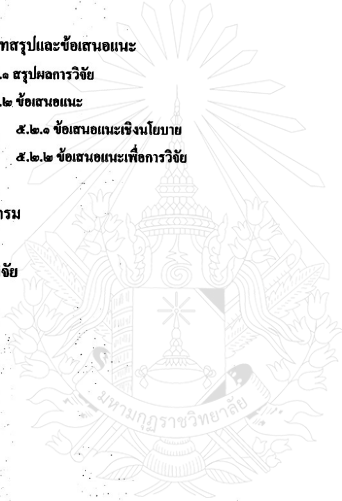 ทสรุปและข้อเสนอแนะ
.๑ สรุปผลการวิจัย
.๒ ข้อเสนอแนะ
๕.๒.๑ ข้อเสนอแนะเชิงนโยบาย
๕.๒.๒ ข้อเสนอแนะเพื่อการวิจัย
กรม
จัย
มหามกุฏราชวิทยาลัย